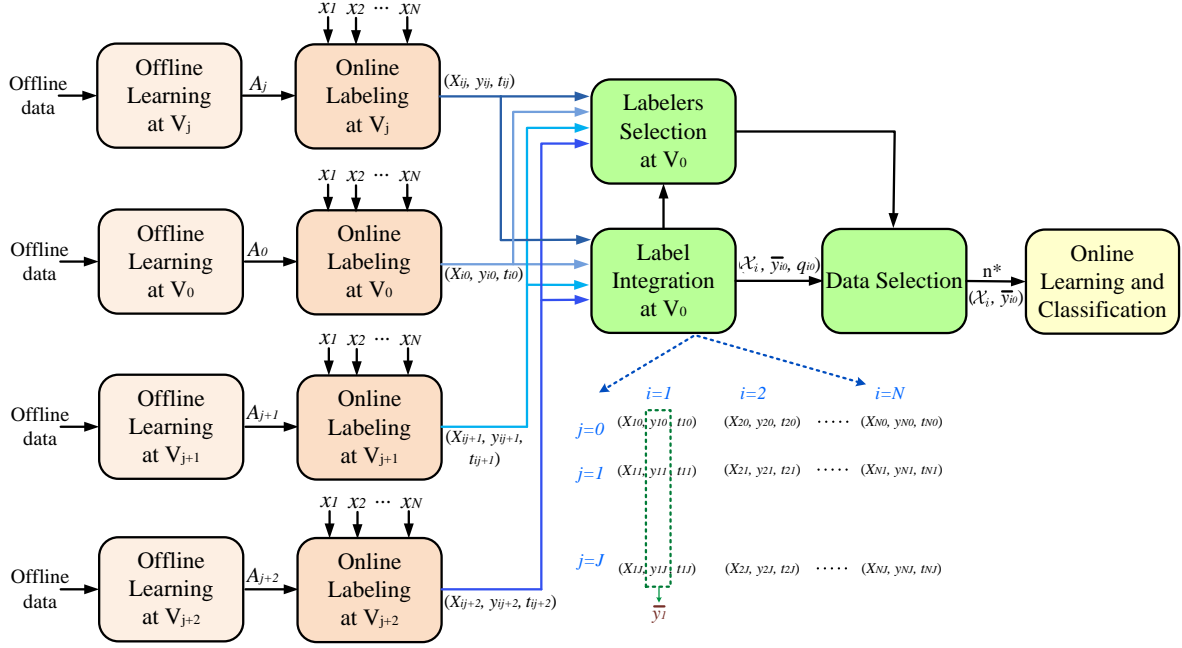 x1 x2 ... xN
Offline
data
Offline
Learning
at Vj
Aj
Online
Labeling
at Vj
(Xij, yij, tij)
Labelers
Selection
at V0
x1 x2 ... xN
Offline
data
Offline
Learning
at V0
A0
Online
Labeling
at V0
(Xi0, yi0, ti0)
Label
Integration
at V0
(Xi, y̅i0, qi0)
Data Selection
n*
(Xi, y̅i0)
Online
Learning and
Classification
x1 x2 ... xN
Offline
data
Offline
Learning
at Vj+1
Aj+1
Online
Labeling
at Vj+1
(Xij+1, yij+1,
tij+1)
x1 x2 ... xN
Offline
data
Offline
Learning
at Vj+2
Aj+2
Online
Labeling
at Vj+2
(Xij+2, yij+2, tij+2)
i=1 i=2 i=N
j=0 (X10, y10, t10) (X20, y20, t20) ..... (XN0, yN0, tN0)
j=1 (X11, y11, t11) (X21, y21, t21) ..... (XN1, yN1, tN1)
j=J (X1J, y1J, t1J) (X2J, y2J, t2J) ..... (XNJ, yNJ, tNJ)
y̅1